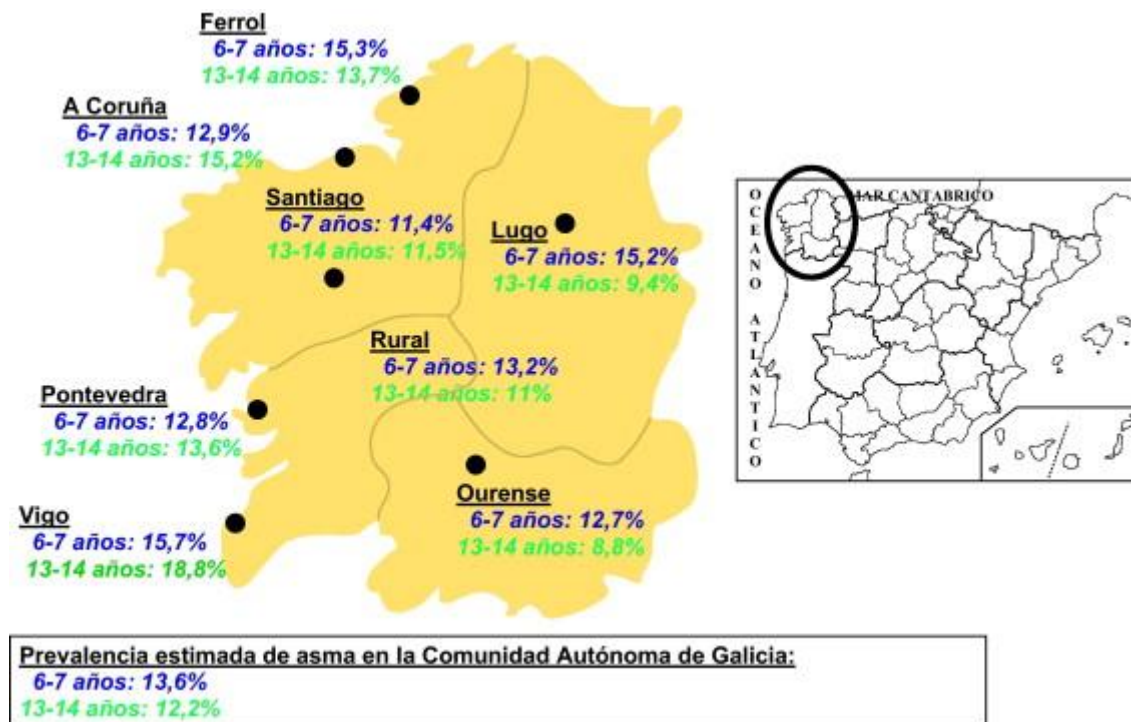 Ferrol
6-7 años: 15,3%
13-14 años: 13,7%
A Coruña
6-7 años: 12,9%
13-14 años: 15,2%
Santiago
6-7 años: 11,4%
13-14 años: 11,5%
Lugo
6-7 años: 15,2%
13-14 años: 9,4%
Rural
6-7 años: 13,2%
13-14 años: 11%
Pontevedra
6-7 años: 12,8%
13-14 años: 13,6%
Ourense
6-7 años: 12,7%
13-14 años: 8,8%
Vigo
6-7 años: 15,7%
13-14 años: 18,8%
OCEANO ATLANTICO
MAR CANTABRICO
Prevalencia estimada de asma en la Comunidad Autónoma de Galicia:
6-7 años: 13,6%
13-14 años: 12,2%